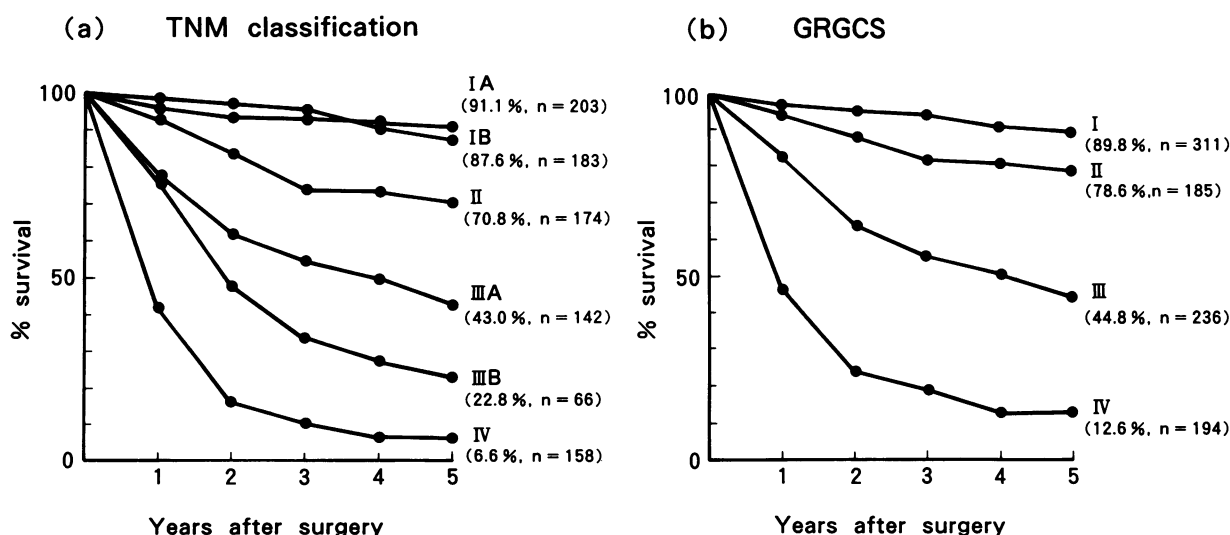 (a) TNM classification
100
50
0
% survival
ⅠA
(91.1%, n=203)
ⅠB
(87.6%, n=183)
Ⅱ
(70.8%, n=174)
ⅢA
(43.0%, n=142)
ⅢB
(22.8%, n=66)
Ⅳ
(6.6%, n=158)
1 2 3 4 5
Years after surgery
(b) GRGCS
100
50
0
% survival
Ⅰ
(89.8%, n=311)
Ⅱ
(78.6%,n=185)
Ⅲ
(44.8%, n=236)
Ⅳ
(12.6%, n=194)
1 2 3 4 5
Years after surgery